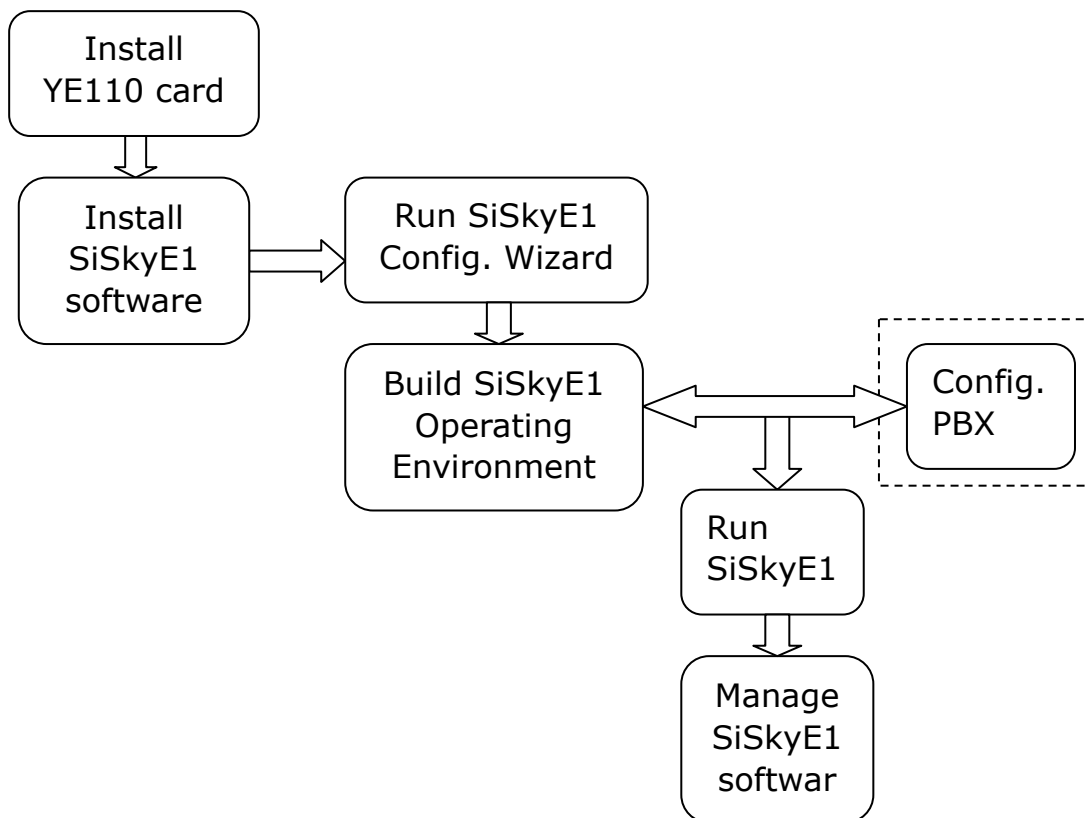 Install
YE110 card
Install
SiSkyE1
software
Run SiSkyE1
Config. Wizard
Build SiSkyE1
Operating
Environment
Config.
PBX
Run
SiSkyE1
Manage
SiSkyE1
softwar